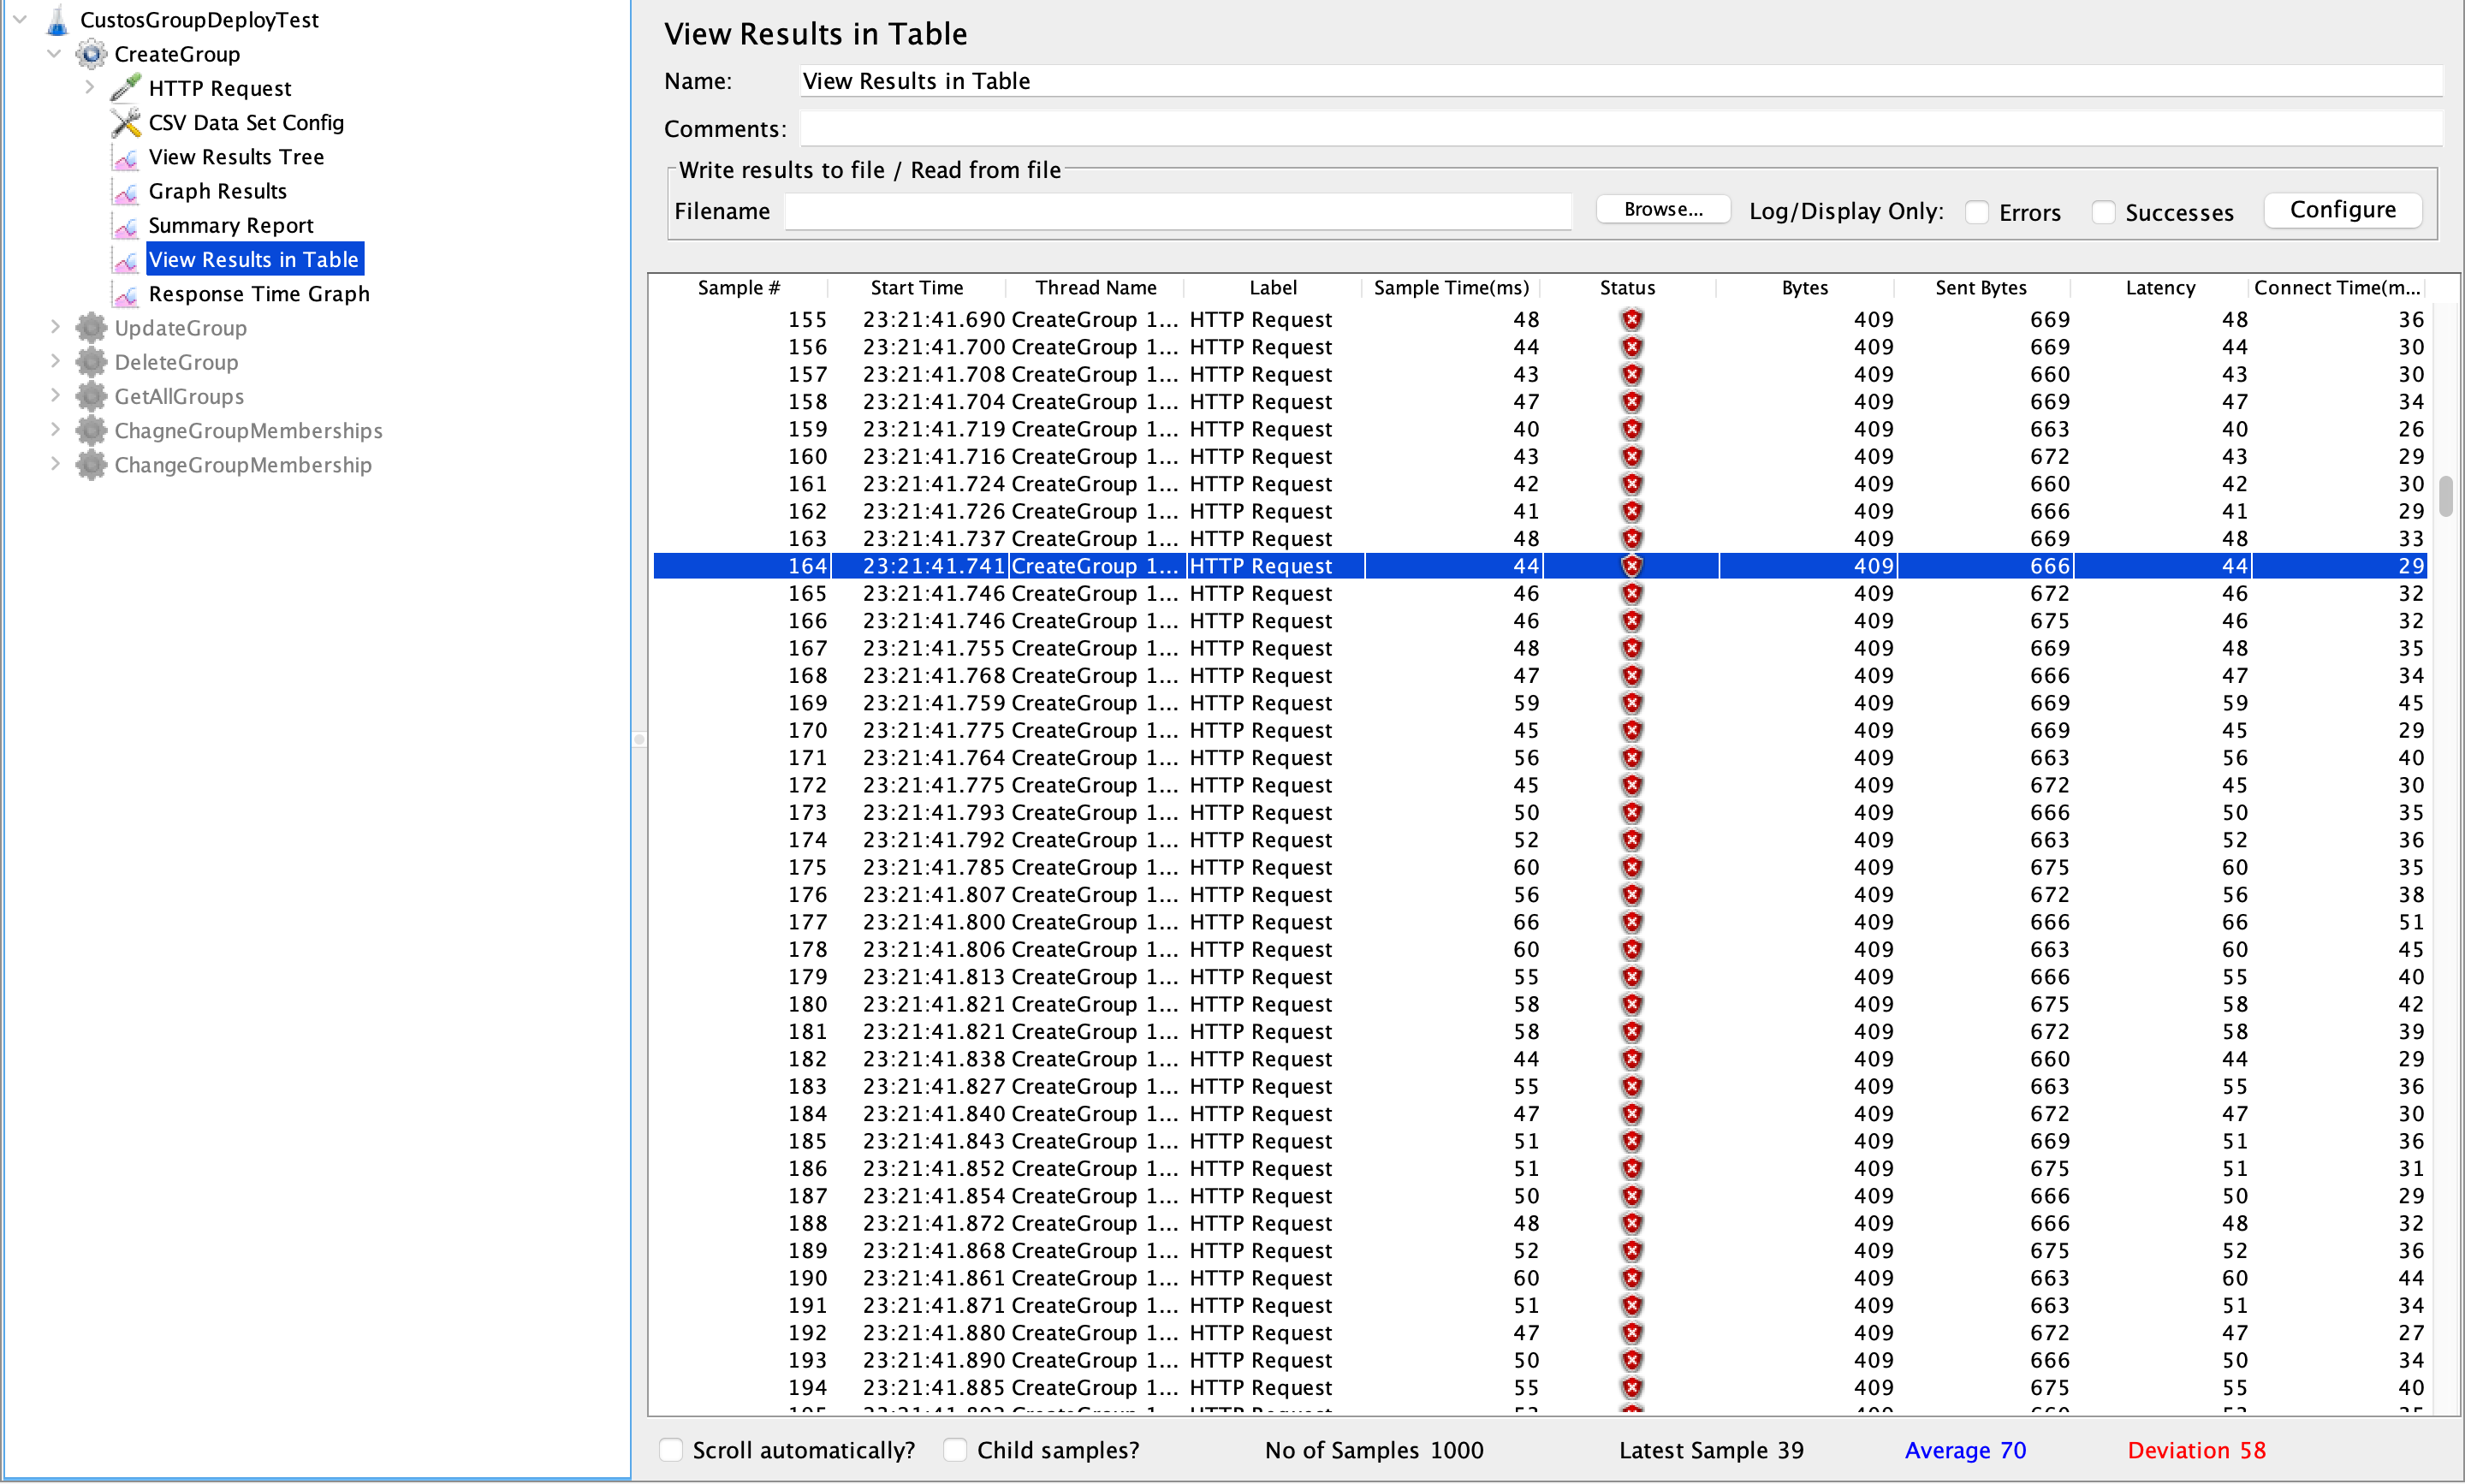 CustosGroupDeployTest
CreateGroup
HTTP Request
CSV Data Set Config
View Results Tree
Graph Results
Summary Report
View Results in Table
Response Time Graph
UpdateGroup
DeleteGroup
GetAllGroups
ChagneGroupMemberships
ChangeGroupMembership
View Results in Table
Name: View Results in Table
Comments:
Write results to file / Read from file
Filename Browse... Log/Display Only: Errors Successes Configure
Sample # Start Time Thread Name Label Sample Time(ms) Status Bytes Sent Bytes Latency Connect Time(m...
155 23:21:41.690 CreateGroup 1... HTTP Request 48 409 669 48 36
156 23:21:41.700 CreateGroup 1... HTTP Request 44 409 669 44 30
157 23:21:41.708 CreateGroup 1... HTTP Request 43 409 660 43 30
158 23:21:41.704 CreateGroup 1... HTTP Request 47 409 669 47 34
159 23:21:41.719 CreateGroup 1... HTTP Request 40 409 663 40 26
160 23:21:41.716 CreateGroup 1... HTTP Request 43 409 672 43 29
161 23:21:41.724 CreateGroup 1... HTTP Request 42 409 660 42 30
162 23:21:41.726 CreateGroup 1... HTTP Request 41 409 666 41 29
163 23:21:41.737 CreateGroup 1... HTTP Request 48 409 669 48 33
164 23:21:41.741 CreateGroup 1... HTTP Request 44 409 666 44 29
165 23:21:41.746 CreateGroup 1... HTTP Request 46 409 672 46 32
166 23:21:41.746 CreateGroup 1... HTTP Request 46 409 675 46 32
167 23:21:41.755 CreateGroup 1... HTTP Request 48 409 669 48 35
168 23:21:41.768 CreateGroup 1... HTTP Request 47 409 666 47 34
169 23:21:41.759 CreateGroup 1... HTTP Request 59 409 669 59 45
170 23:21:41.775 CreateGroup 1... HTTP Request 45 409 669 45 29
171 23:21:41.764 CreateGroup 1... HTTP Request 56 409 663 56 40
172 23:21:41.775 CreateGroup 1... HTTP Request 45 409 672 45 30
173 23:21:41.793 CreateGroup 1... HTTP Request 50 409 666 50 35
174 23:21:41.792 CreateGroup 1... HTTP Request 52 409 663 52 36
175 23:21:41.785 CreateGroup 1... HTTP Request 60 409 675 60 35
176 23:21:41.807 CreateGroup 1... HTTP Request 56 409 672 56 38
177 23:21:41.800 CreateGroup 1... HTTP Request 66 409 666 66 51
178 23:21:41.806 CreateGroup 1... HTTP Request 60 409 663 60 45
179 23:21:41.813 CreateGroup 1... HTTP Request 55 409 666 55 40
180 23:21:41.821 CreateGroup 1... HTTP Request 58 409 675 58 42
181 23:21:41.821 CreateGroup 1... HTTP Request 58 409 672 58 39
182 23:21:41.838 CreateGroup 1... HTTP Request 44 409 660 44 29
183 23:21:41.827 CreateGroup 1... HTTP Request 55 409 663 55 36
184 23:21:41.840 CreateGroup 1... HTTP Request 47 409 672 47 30
185 23:21:41.843 CreateGroup 1... HTTP Request 51 409 669 51 36
186 23:21:41.852 CreateGroup 1... HTTP Request 51 409 675 51 31
187 23:21:41.854 CreateGroup 1... HTTP Request 50 409 666 50 29
188 23:21:41.872 CreateGroup 1... HTTP Request 48 409 666 48 32
189 23:21:41.868 CreateGroup 1... HTTP Request 52 409 675 52 36
190 23:21:41.861 CreateGroup 1... HTTP Request 60 409 663 60 44
191 23:21:41.871 CreateGroup 1... HTTP Request 51 409 663 51 34
192 23:21:41.880 CreateGroup 1... HTTP Request 47 409 672 47 27
193 23:21:41.890 CreateGroup 1... HTTP Request 50 409 666 50 34
194 23:21:41.885 CreateGroup 1... HTTP Request 55 409 675 55 40
Scroll automatically? Child samples? No of Samples 1000 Latest Sample 39 Average 70 Deviation 58